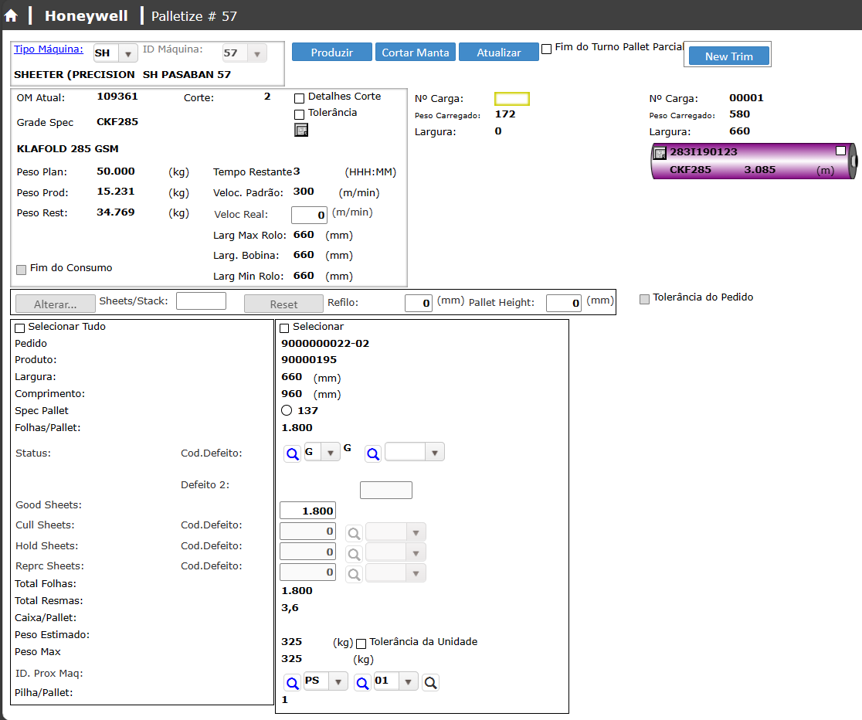 Honeywell Palletize # 57
Tipo Máquina: SH ID Máquina: 57 Produzir Cortar Manta Atualizar Fim do Turno Pallet Parcial New Trim
SHEETER (PRECISION SH PASABAN 57
OM Atual: 109361 Corte: 2 Detalhes Corte
Tolerância
Grade Spec CKF285
KLAFOLD 285 GSM
Peso Plan: 50.000 (kg) Tempo Restante 3 (HHH:MM)
Peso Prod: 15.231 (kg) Veloc. Padrão: 300 (m/min)
Peso Rest: 34.769 (kg) Veloc Real: 0 (m/min)
Larg Max Rolo: 660 (mm)
Larg. Bobina: 660 (mm)
Fim do Consumo
Larg Min Rolo: 660 (mm)
Nº Carga:
Peso Carregado: 172
Largura: 0
Nº Carga: 00001
Peso Carregado: 580
Largura: 660
283I190123
CKF285 3.085 (m)
Alterar... Sheets/Stack: Reset Refilo: 0 (mm) Pallet Height: 0 (mm) Tolerância do Pedido
Selecionar Tudo Selecionar
Pedido 9000000022-02
Produto: 90000195
Largura: 660 (mm)
Comprimento: 960 (mm)
Spec Pallet 137
Folhas/Pallet: 1.800
Status: Cod.Defeito: G G
Defeito 2:
Good Sheets: 1.800
Cull Sheets: Cod.Defeito: 0
Hold Sheets: Cod.Defeito: 0
Reprc Sheets: Cod.Defeito: 0
Total Folhas: 1.800
Total Resmas: 3,6
Caixa/Pallet:
Peso Estimado: 325 (kg) Tolerância da Unidade
Peso Max 325 (kg)
ID. Prox Maq: PS 01
Pilha/Pallet: 1